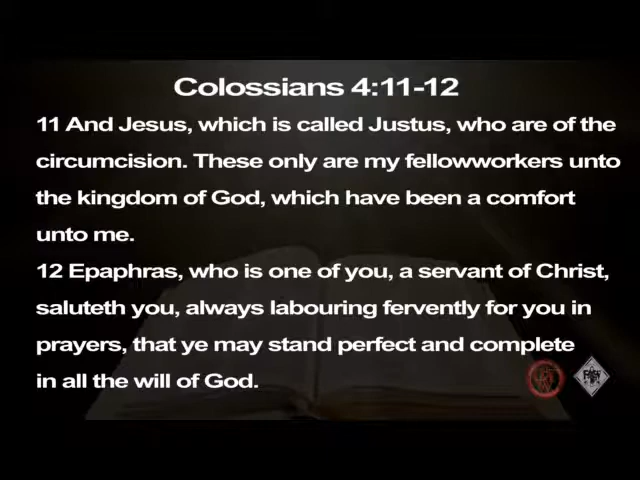 Colossians 4:11-12
11 And Jesus, which is called Justus, who are of the
circumcision. These only are my fellowworkers unto
the kingdom of God, which have been a comfort
unto me.
12 Epaphras, who is one of you, a servant of Christ,
saluteth you, always labouring fervently for you in
prayers, that ye may stand perfect and complete
in all the will of God.